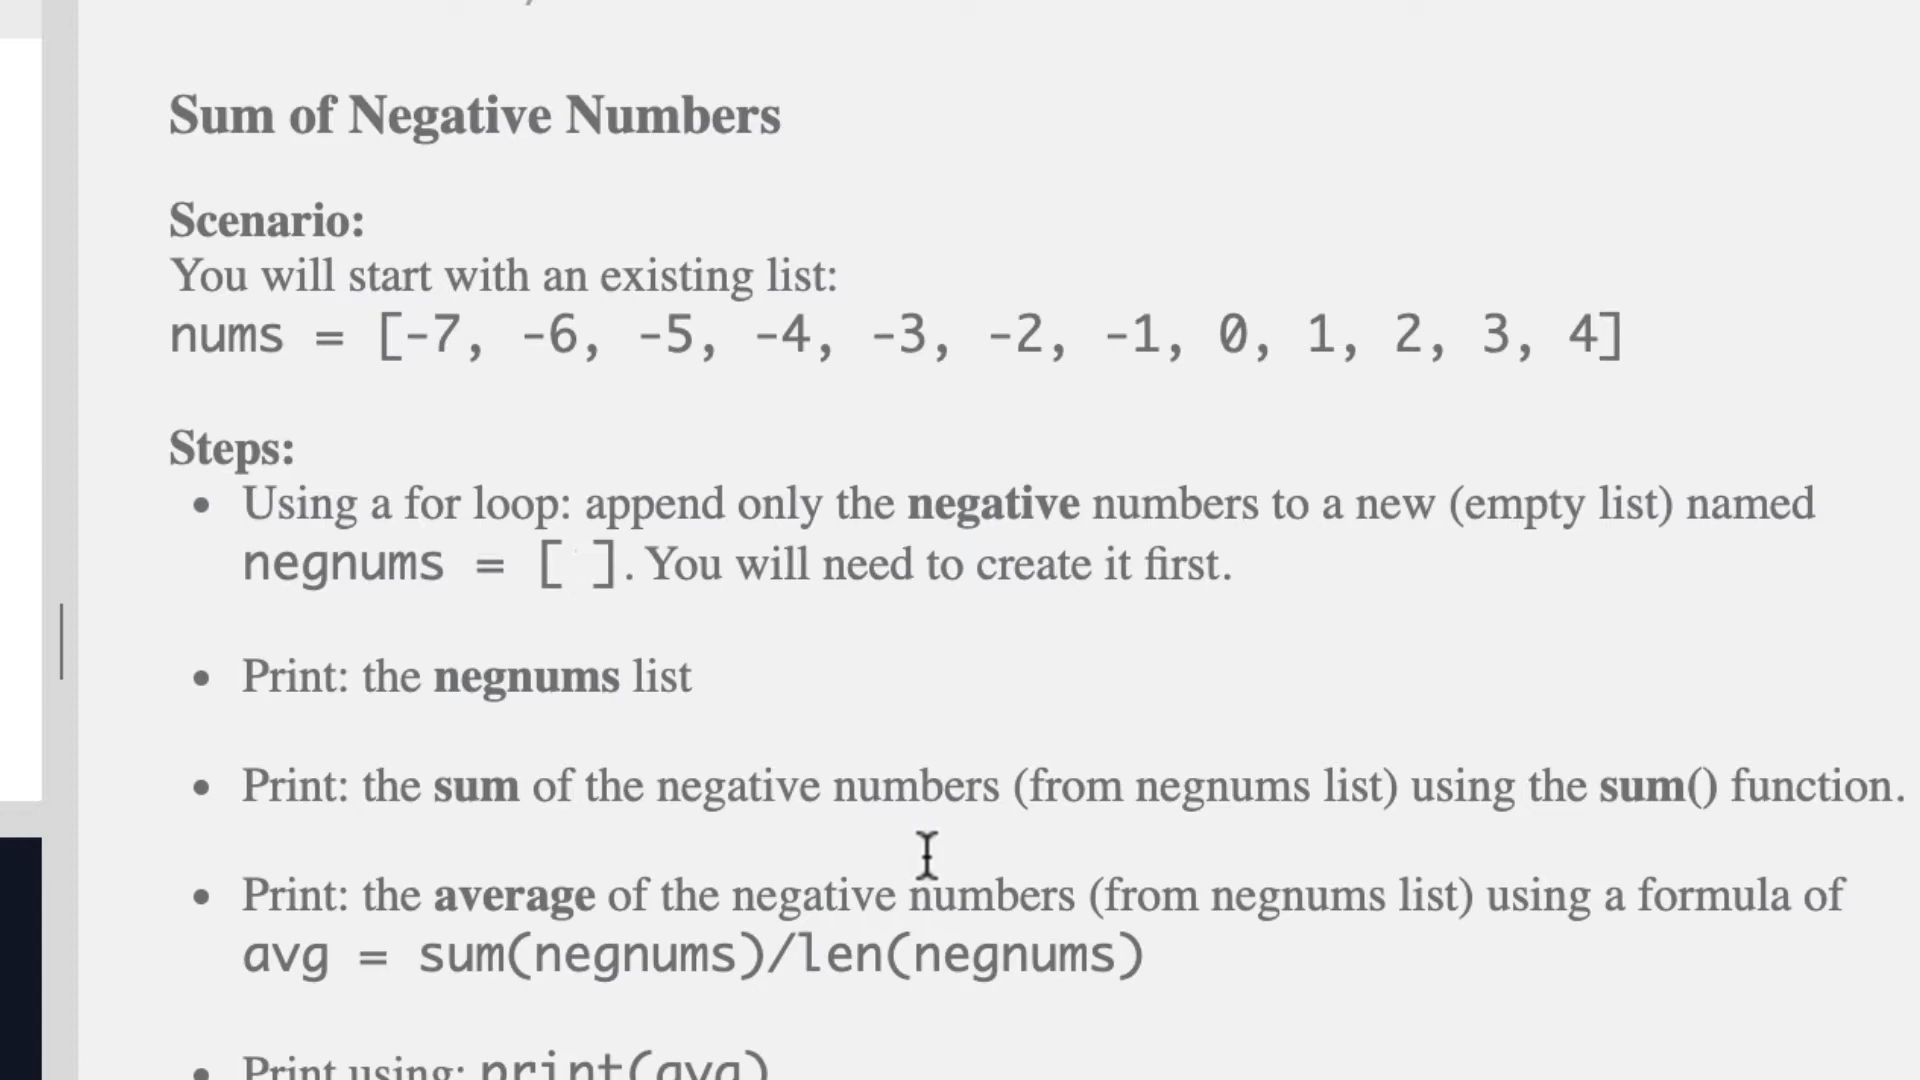 Sum of Negative Numbers
Scenario:
You will start with an existing list:
nums = [-7, -6, -5, -4, -3, -2, -1, 0, 1, 2, 3, 4]
Steps:
• Using a for loop: append only the negative numbers to a new (empty list) named
negnums = [ ]. You will need to create it first.
• Print: the negnums list
• Print: the sum of the negative numbers (from negnums list) using the sum() function.
• Print: the average of the negative numbers (from negnums list) using a formula of
avg = sum(negnums)/len(negnums)
• Print using: print(avg)